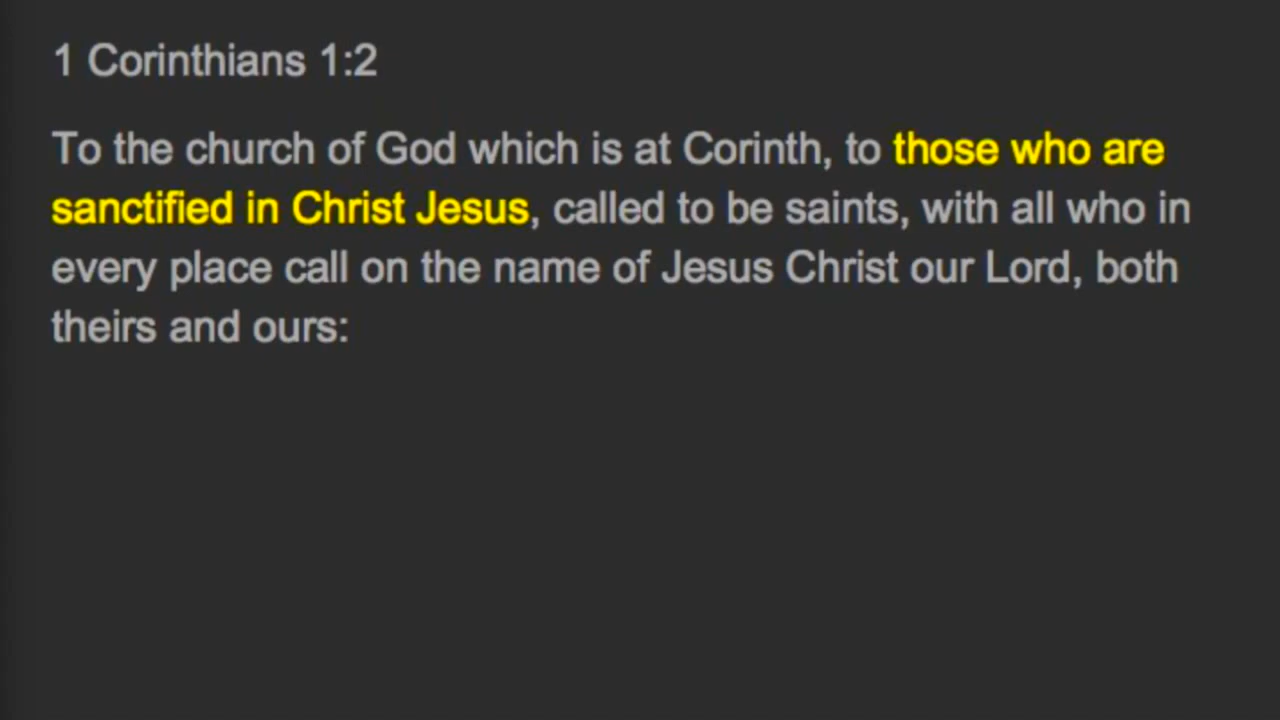 1 Corinthians 1:2
To the church of God which is at Corinth, to those who are
sanctified in Christ Jesus, called to be saints, with all who in
every place call on the name of Jesus Christ our Lord, both
theirs and ours: